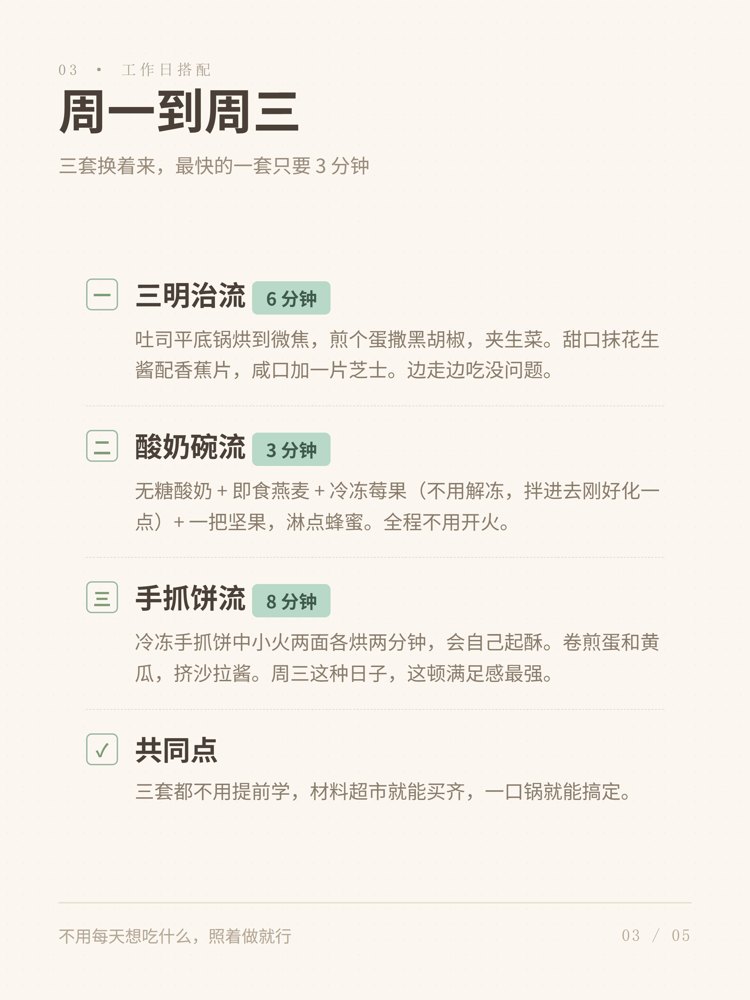 03 • 工作日搭配
周一到周三
三套换着来，最快的一套只要 3 分钟
一 三明治流 6 分钟
吐司平底锅烘到微焦，煎个蛋撒黑胡椒，夹生菜。甜口抹花生
酱配香蕉片，咸口加一片芝士。边走边吃没问题。
二 酸奶碗流 3 分钟
无糖酸奶 + 即食燕麦 + 冷冻莓果（不用解冻，拌进去刚好化一
点）+ 一把坚果，淋点蜂蜜。全程不用开火。
三 手抓饼流 8 分钟
冷冻手抓饼中小火两面各烘两分钟，会自己起酥。卷煎蛋和黄
瓜，挤沙拉酱。周三这种日子，这顿满足感最强。
✓ 共同点
三套都不用提前学，材料超市就能买齐，一口锅就能搞定。
不用每天想吃什么，照着做就行
03 / 05